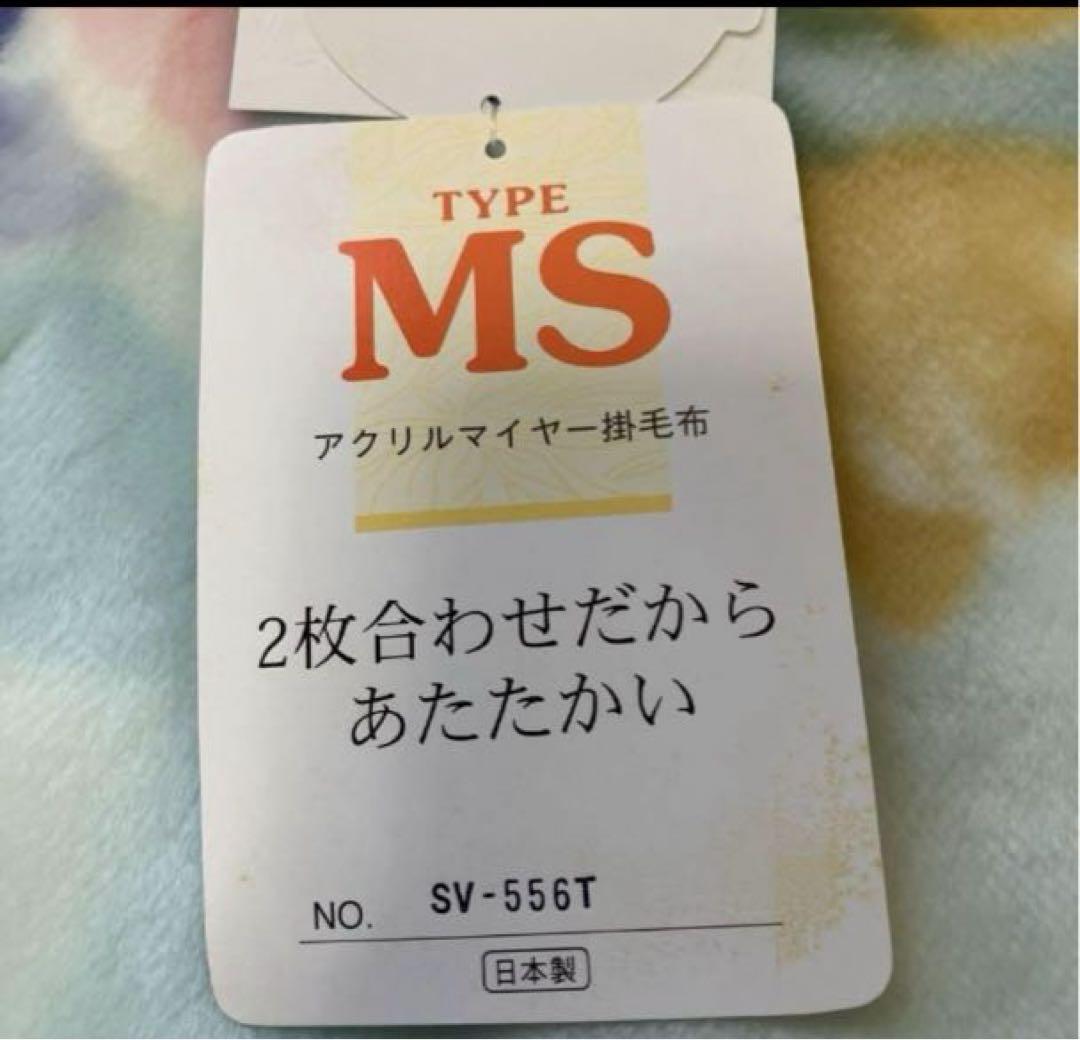 TYPE
MS
アクリルマイヤー掛毛布
2枚合わせだから
あたたかい
NO. SV-556T
日本製